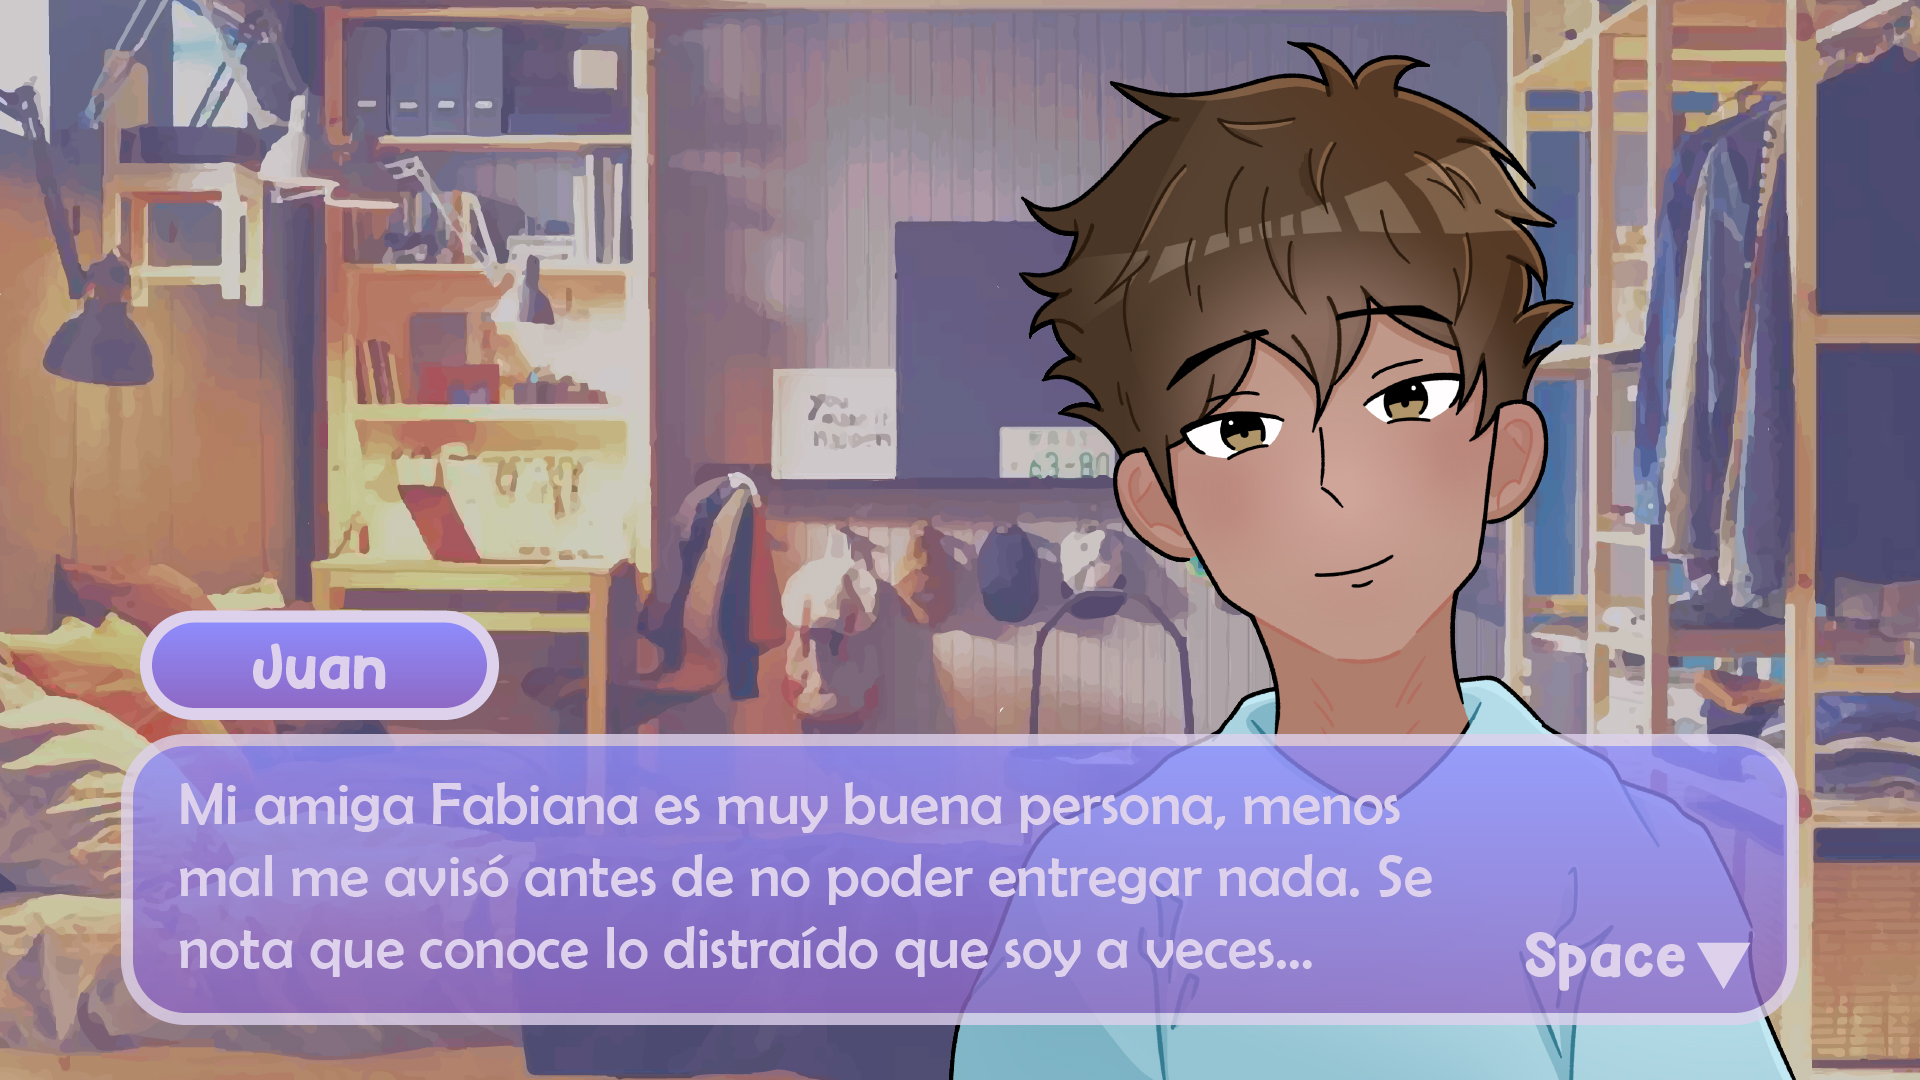 You
Juan
Mi amiga Fabiana es muy buena persona, menos
mal me avisó antes de no poder entregar nada. Se
nota que conoce lo distraído que soy a veces...
Space